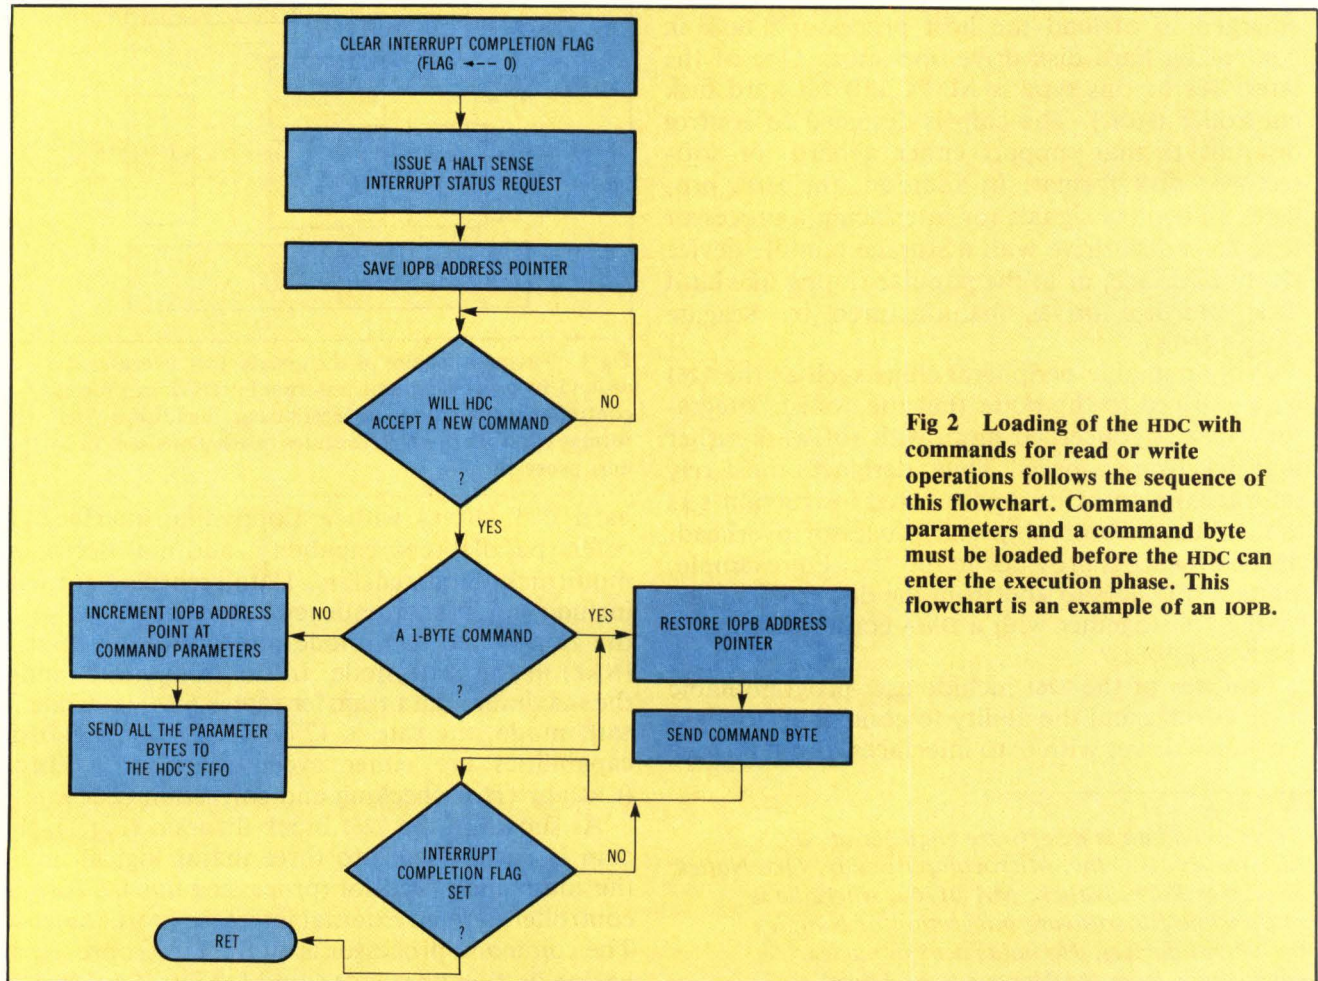 CLEAR INTERRUPT COMPLETION FLAG
(FLAG ◄-- 0)
ISSUE A HALT SENSE
INTERRUPT STATUS REQUEST
SAVE IOPB ADDRESS POINTER
WILL HDC
ACCEPT A NEW COMMAND
?
NO
YES
A 1-BYTE COMMAND
?
NO
YES
INCREMENT IOPB ADDRESS
POINT AT
COMMAND PARAMETERS
SEND ALL THE PARAMETER
BYTES TO
THE HDC'S FIFO
RESTORE IOPB ADDRESS
POINTER
SEND COMMAND BYTE
INTERRUPT
COMPLETION FLAG
SET
?
NO
RET
Fig 2 Loading of the HDC with
commands for read or write
operations follows the sequence of
this flowchart. Command
parameters and a command byte
must be loaded before the HDC can
enter the execution phase. This
flowchart is an example of an IOPB.